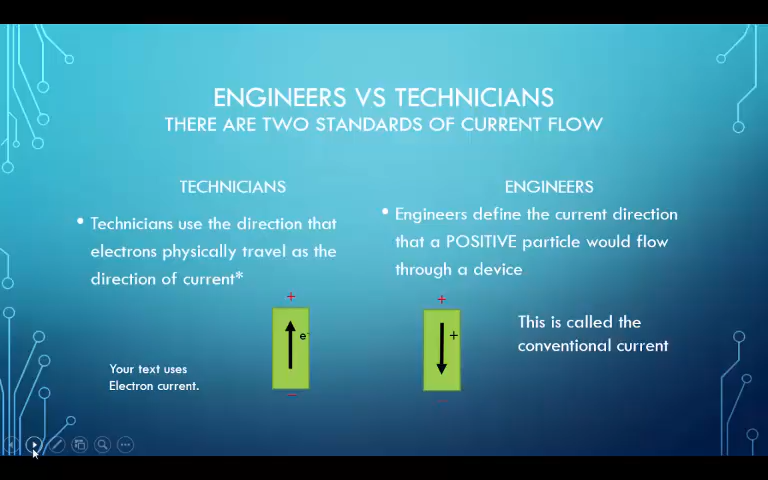 ENGINEERS VS TECHNICIANS
THERE ARE TWO STANDARDS OF CURRENT FLOW
TECHNICIANS
• Technicians use the direction that
electrons physically travel as the
direction of current*
+
e-
-
Your text uses
Electron current.
ENGINEERS
• Engineers define the current direction
that a POSITIVE particle would flow
through a device
+
+
-
This is called the
conventional current